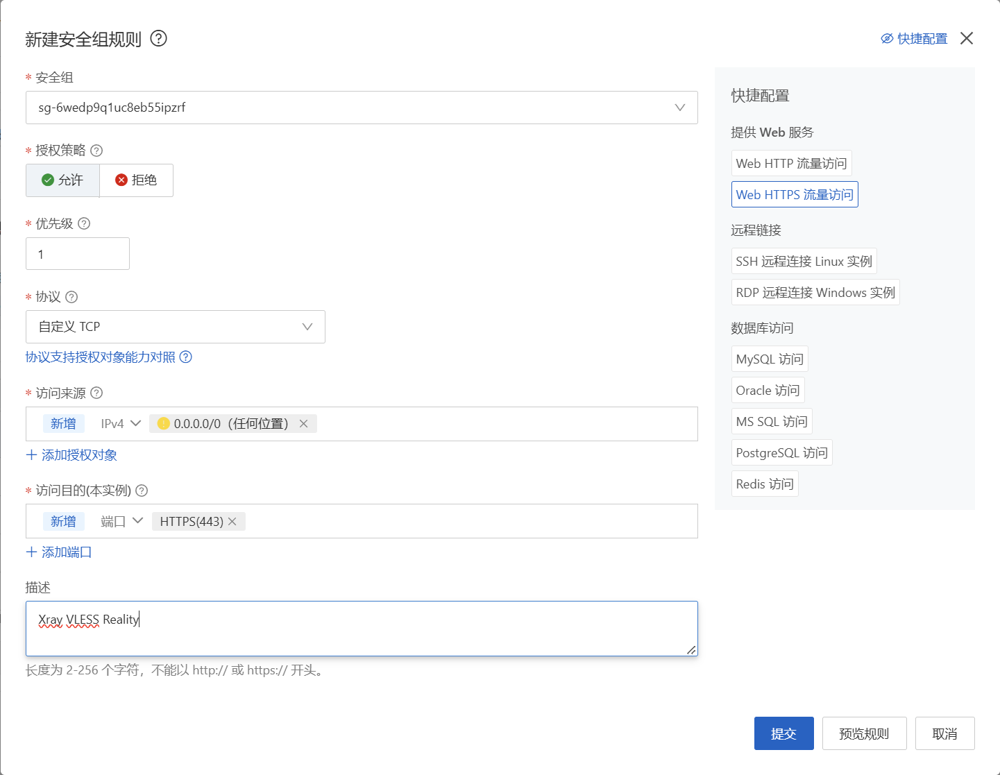 新建安全组规则
快捷配置
* 安全组
sg-6wedp9q1uc8eb55ipzrf
* 授权策略
允许 拒绝
* 优先级
1
* 协议
自定义 TCP
协议支持授权对象能力对照
* 访问来源
新增 IPv4 0.0.0.0/0（任何位置）
添加授权对象
* 访问目的(本实例)
新增 端口 HTTPS(443)
添加端口
描述
Xray VLESS Reality
长度为 2-256 个字符，不能以 http:// 或 https:// 开头。
快捷配置
提供 Web 服务
Web HTTP 流量访问
Web HTTPS 流量访问
远程链接
SSH 远程连接 Linux 实例
RDP 远程连接 Windows 实例
数据库访问
MySQL 访问
Oracle 访问
MS SQL 访问
PostgreSQL 访问
Redis 访问
提交 预览规则 取消